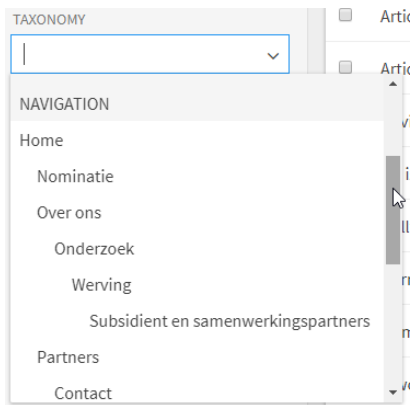 TAXONOMY
NAVIGATION
Home
Nominatie
Over ons
Onderzoek
Werving
Subsidient en samenwerkingspartners
Partners
Contact